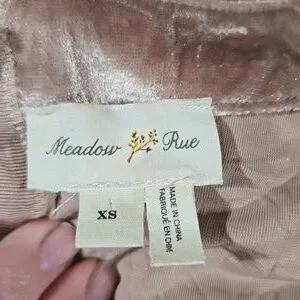 Meadow Rue
XS
MADE IN CHINA
FABRIQUÉ EN CHINE